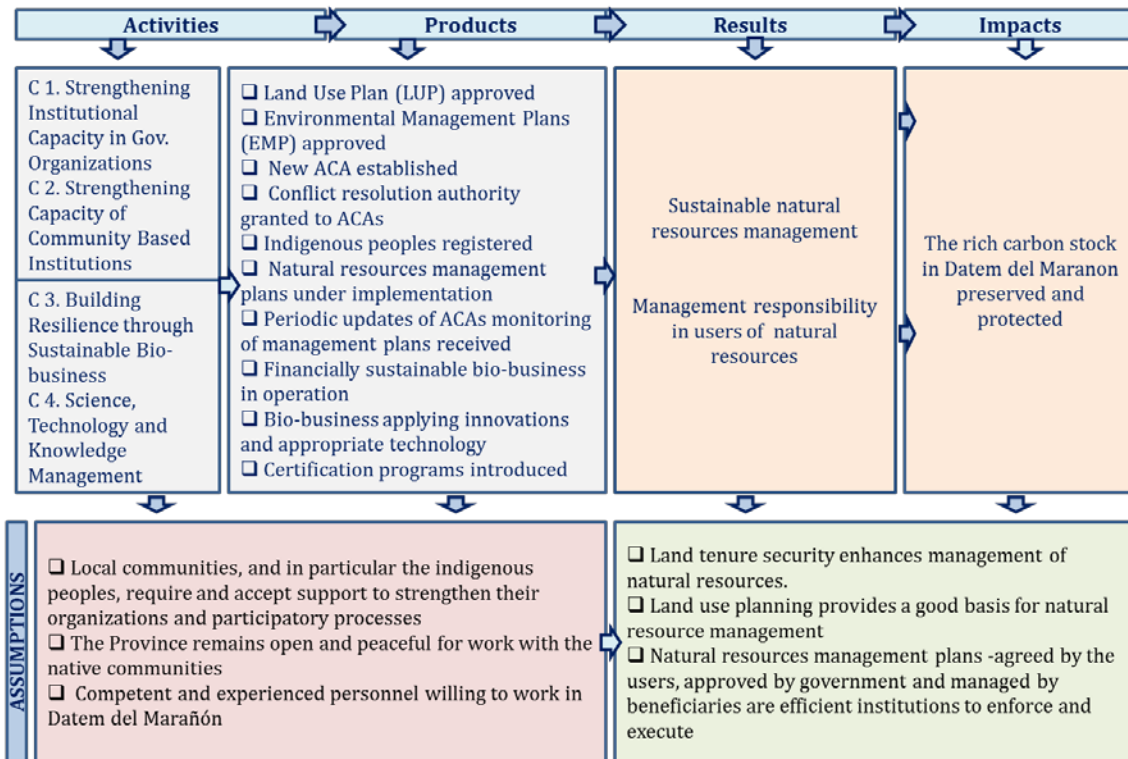 Activities
Products
Results
Impacts
C 1. Strengthening
Institutional
Capacity in Gov.
Organizations
C 2. Strengthening
Capacity of
Community Based
Institutions
C 3. Building
Resilience through
Sustainable Bio-
business
C 4. Science,
Technology and
Knowledge
Management
❑ Land Use Plan (LUP) approved
❑ Environmental Management Plans
(EMP) approved
❑ New ACA established
❑ Conflict resolution authority
granted to ACAs
❑ Indigenous peoples registered
❑ Natural resources management
plans under implementation
❑ Periodic updates of ACAs monitoring
of management plans received
❑ Financially sustainable bio-business
in operation
❑ Bio-business applying innovations
and appropriate technology
❑ Certification programs introduced
Sustainable natural
resources management
Management responsibility
in users of natural
resources
The rich carbon stock
in Datem del Maranon
preserved and
protected
ASSUMPTIONS
❑ Local communities, and in particular the indigenous
peoples, require and accept support to strengthen their
organizations and participatory processes
❑ The Province remains open and peaceful for work with the
native communities
❑ Competent and experienced personnel willing to work in
Datem del Marañón
❑ Land tenure security enhances management of
natural resources.
❑ Land use planning provides a good basis for natural
resource management
❑ Natural resources management plans -agreed by the
users, approved by government and managed by
beneficiaries are efficient institutions to enforce and
execute